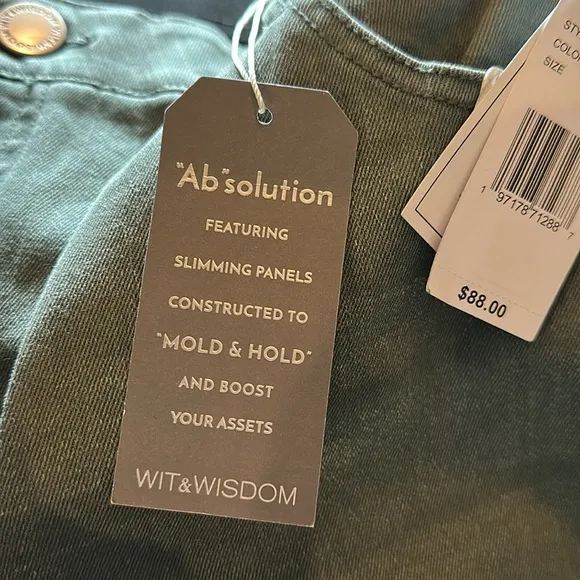 "Ab"solution
FEATURING
SLIMMING PANELS
CONSTRUCTED TO
"MOLD & HOLD"
AND BOOST
YOUR ASSETS
WIT&WISDOM
COLO
SIZE
1 97178 71288 7
$88.00